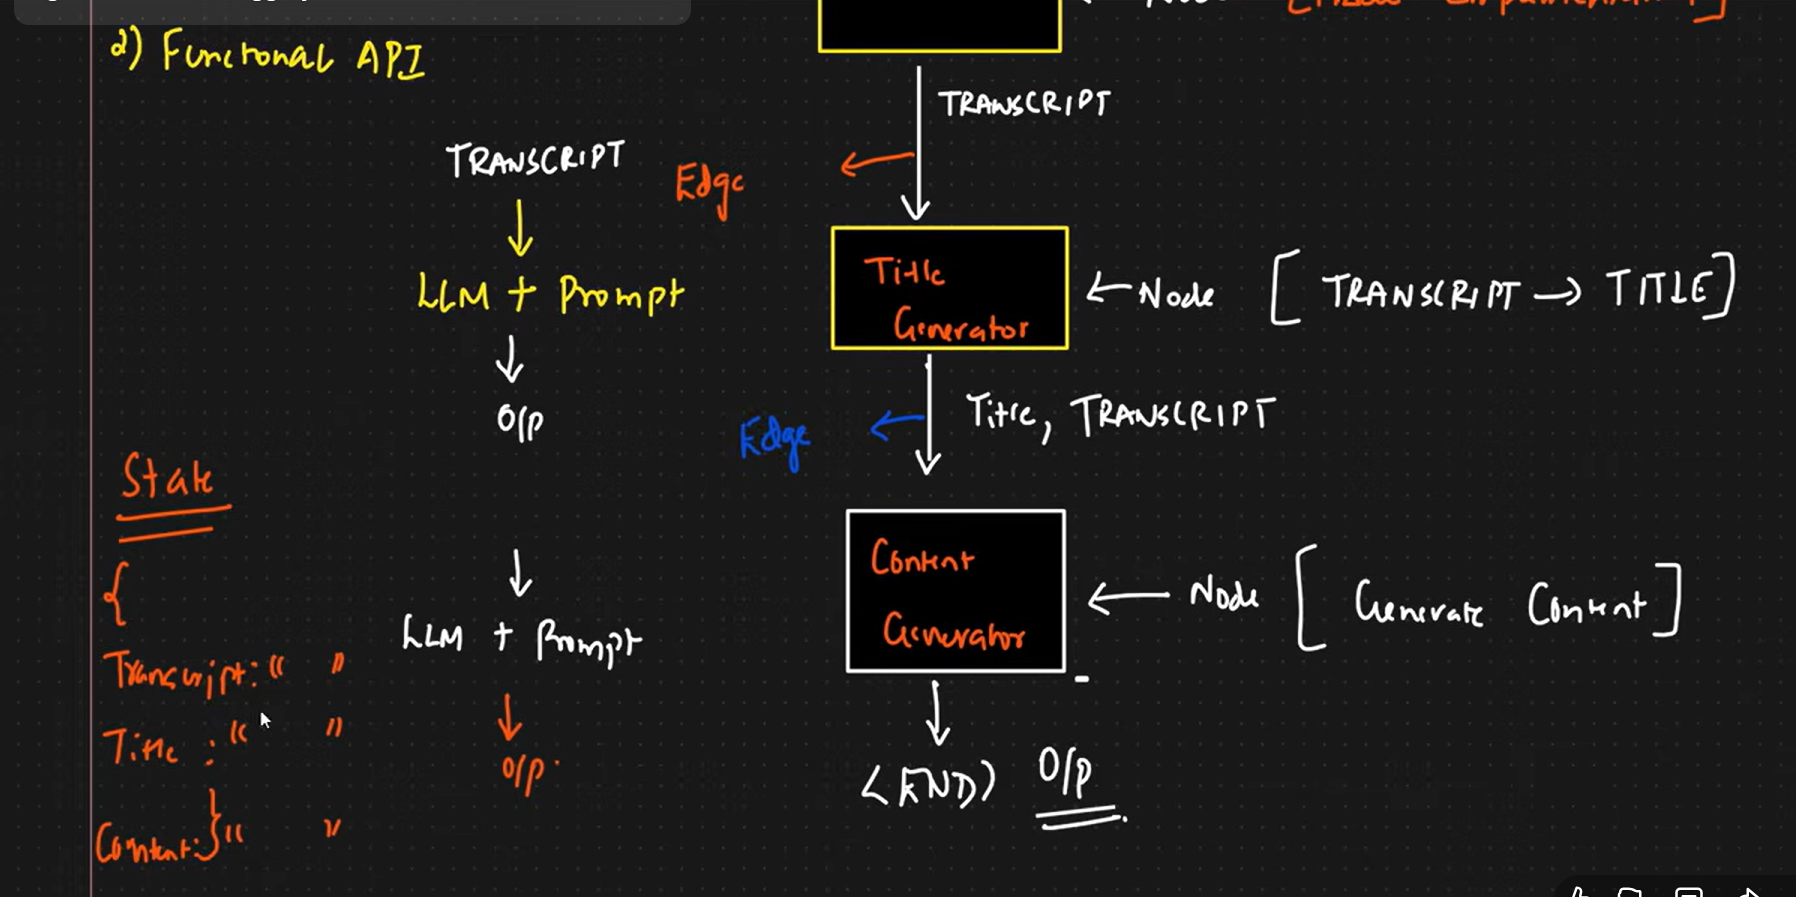 2) Functonal API
TRANSCRIPT
TRANSCRIPT
Edge
LLM + Prompt
Title
Generator
Node [ TRANSCRIPT → TITLE ]
O/p
Edge
Title, TRANSCRIPT
State
{
LLM + Prompt
Content
Generator
Node [ Generate Content ]
Transcript: " "
Title : " "
O/p.
<END> O/p
Content: } " "